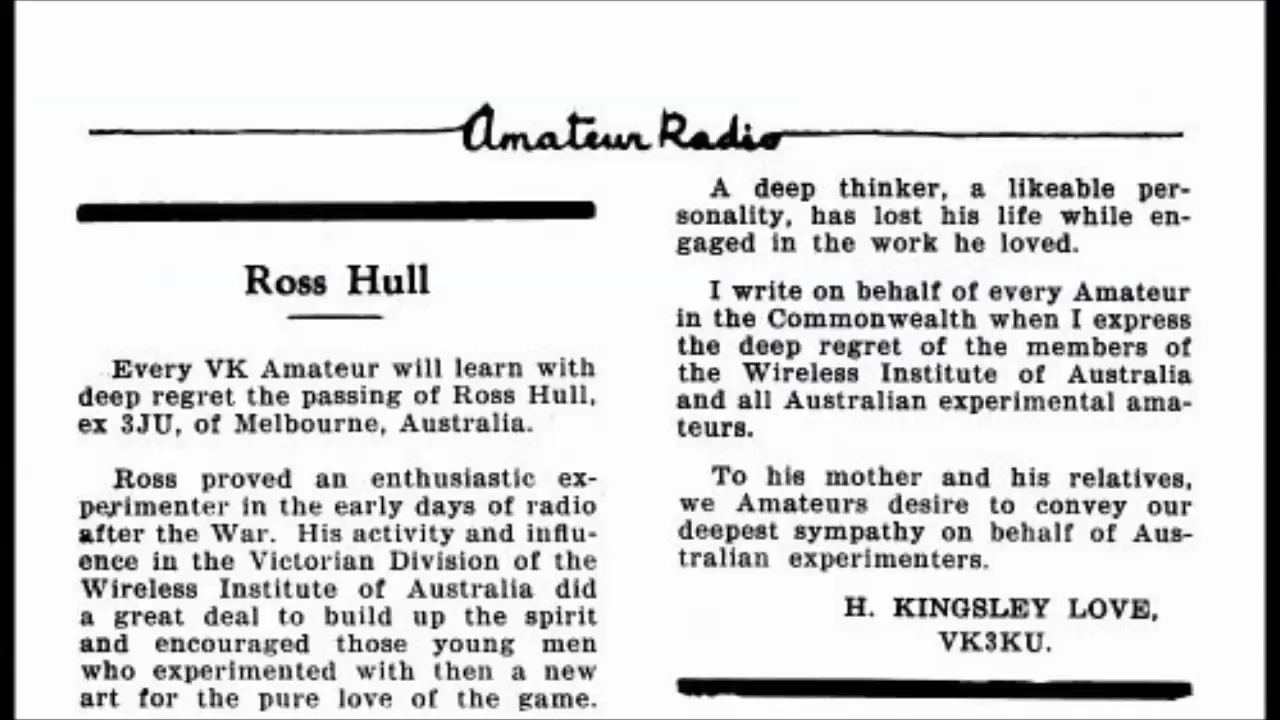 Amateur Radio
Ross Hull
Every VK Amateur will learn with
deep regret the passing of Ross Hull,
ex 3JU, of Melbourne, Australia.
Ross proved an enthusiastic ex-
perimenter in the early days of radio
after the War. His activity and influ-
ence in the Victorian Division of the
Wireless Institute of Australia did
a great deal to build up the spirit
and encouraged those young men
who experimented with then a new
art for the pure love of the game.
A deep thinker, a likeable per-
sonality, has lost his life while en-
gaged in the work he loved.
I write on behalf of every Amateur
in the Commonwealth when I express
the deep regret of the members of
the Wireless Institute of Australia
and all Australian experimental ama-
teurs.
To his mother and his relatives,
we Amateurs desire to convey our
deepest sympathy on behalf of Aus-
tralian experimenters.
H. KINGSLEY LOVE,
VK3KU.